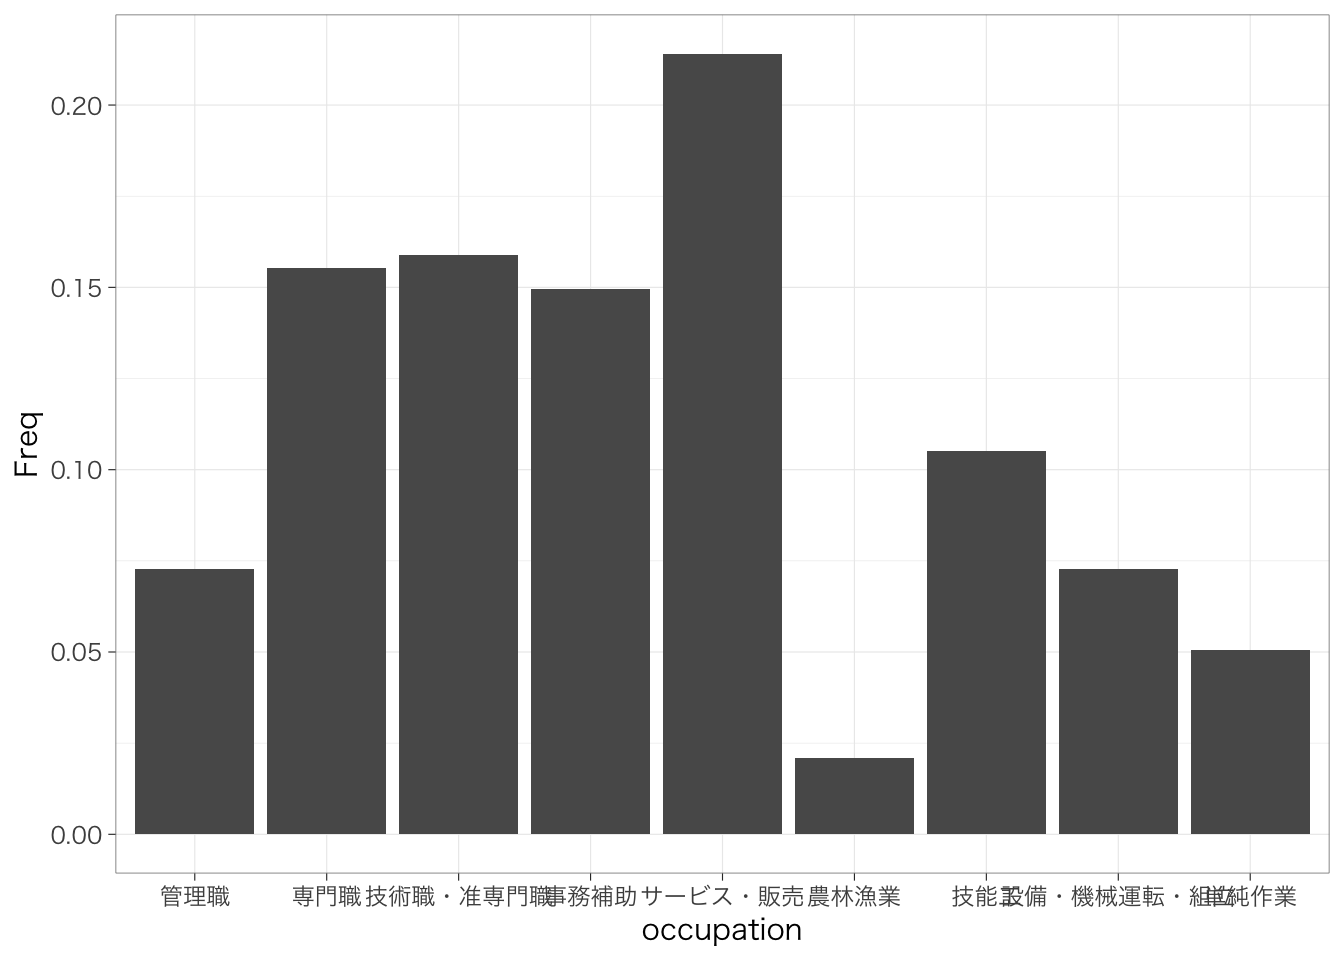 Freq
0.20
0.15
0.10
0.05
0.00
管理職
専門職
技術職・准専門職
事務補助
サービス・販売
農林漁業
技能工
設備・機械運転・組立
単純作業
occupation